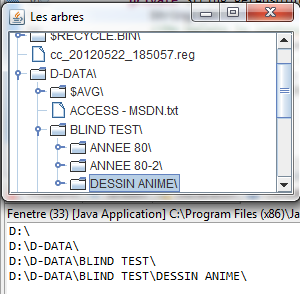 Les arbres
$RECYCLE.BIN\
cc_20120522_185057.reg
D-DATA\
$AVG\
ACCESS - MSDN.txt
BLIND TEST\
ANNEE 80\
ANNEE 80-2\
DESSIN ANIME\
Fenetre (33) [Java Application] C:\Program Files (x86)\Ja
D:\
D:\D-DATA\
D:\D-DATA\BLIND TEST\
D:\D-DATA\BLIND TEST\DESSIN ANIME\